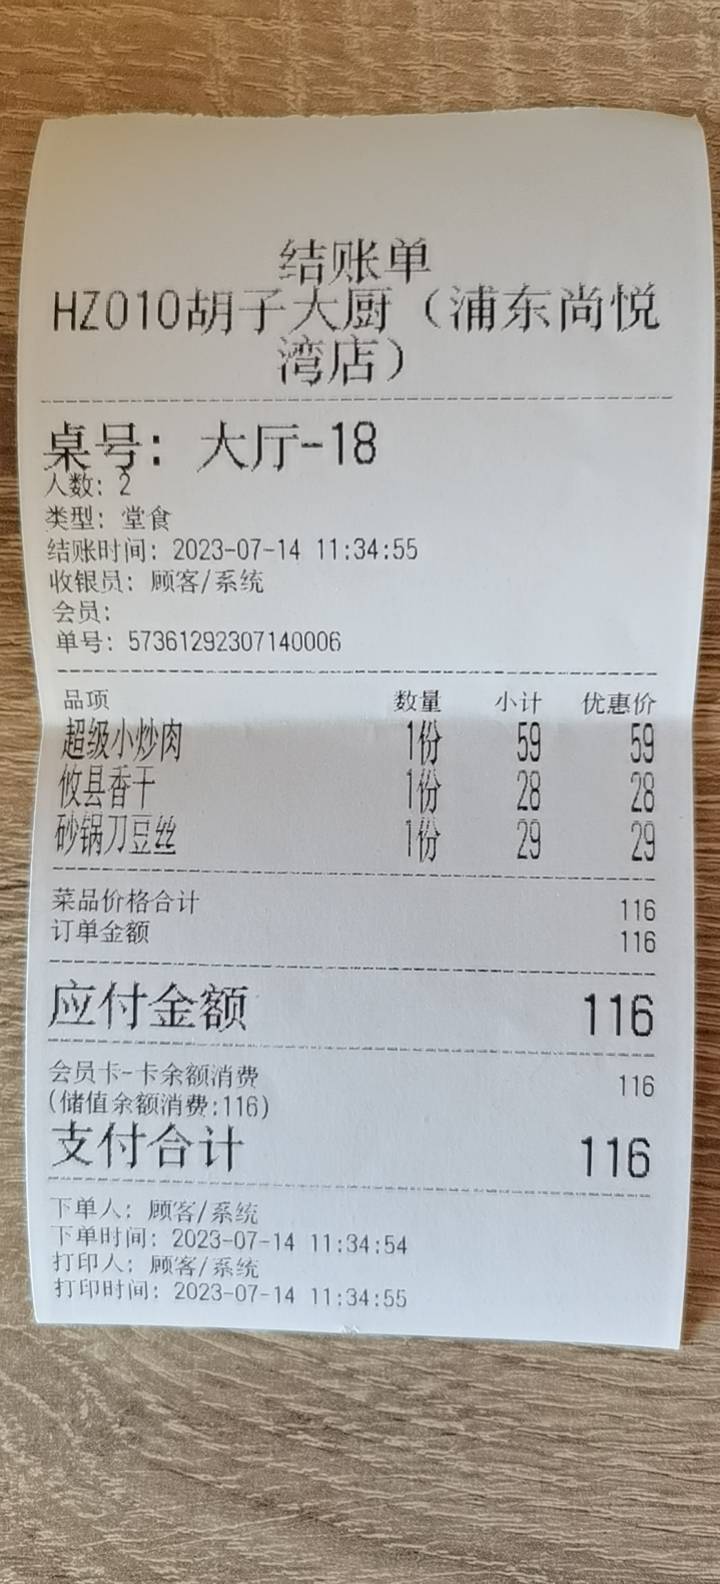 结账单
HZ010胡子大厨（浦东尚悦
湾店）
桌号：大厅-18
人数：2
类型：堂食
结账时间：2023-07-14 11:34:55
收银员：顾客/系统
会员：
单号：57361292307140006
品项 数量 小计 优惠价
超级小炒肉 1份 59 59
攸县香干 1份 28 28
砂锅刀豆丝 1份 29 29
菜品价格合计 116
订单金额 116
应付金额 116
会员卡-卡余额消费 116
(储值余额消费:116)
支付合计 116
下单人：顾客/系统
下单时间：2023-07-14 11:34:54
打印人：顾客/系统
打印时间：2023-07-14 11:34:55